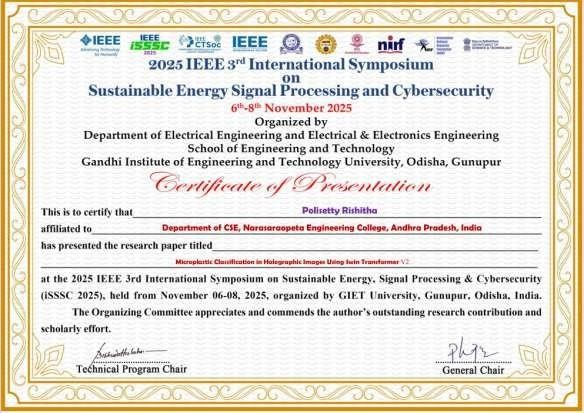 IEEE
Advancing Technology
for Humanity
IEEE
iSSSC
2025
IEEE
CTSoc
IEEE
nirf
2025 IEEE 3rd International Symposium
on
Sustainable Energy Signal Processing and Cybersecurity
6th-8th November 2025
Organized by
Department of Electrical Engineering and Electrical & Electronics Engineering
School of Engineering and Technology
Gandhi Institute of Engineering and Technology University, Odisha, Gunupur
Certificate of Presentation
This is to certify that Polisetty Rishitha
affiliated to Department of CSE, Narasaraopeta Engineering College, Andhra Pradesh, India
has presented the research paper titled
Microplastic Classification in Holographic Images Using Swin Transformer V2
at the 2025 IEEE 3rd International Symposium on Sustainable Energy, Signal Processing & Cybersecurity
(iSSSC 2025), held from November 06-08, 2025, organized by GIET University, Gunupur, Odisha, India.
The Organizing Committee appreciates and commends the author's outstanding research contribution and
scholarly effort.
Technical Program Chair
General Chair